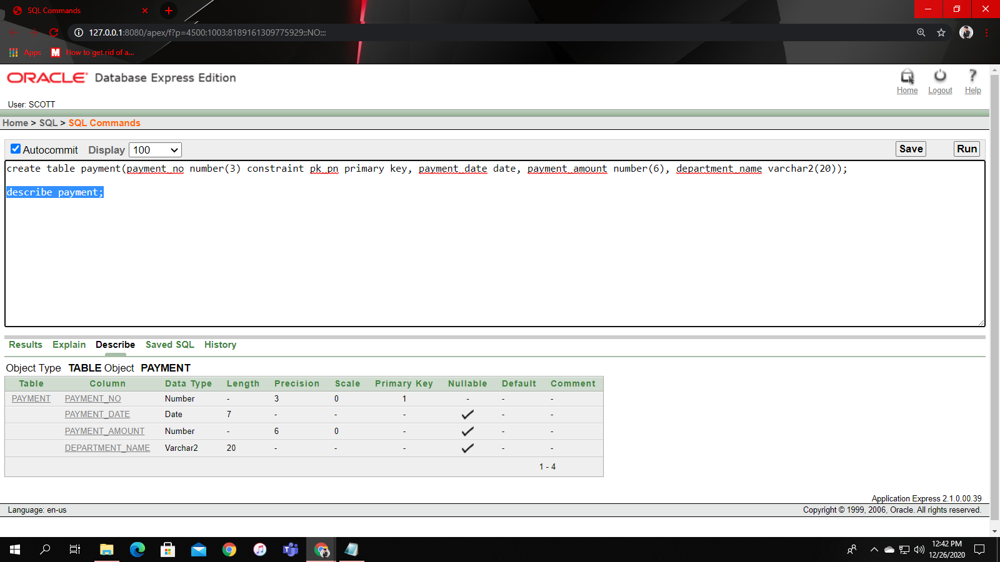 SQL Commands
127.0.0.1:8080/apex/f?p=4500:1003:8189161309775929::NO:::
Apps
M How to get rid of a...
ORACLE Database Express Edition
Home Logout ? Help
User: SCOTT
Home > SQL > SQL Commands
Autocommit Display 100 Save Run
create table payment(payment_no number(3) constraint pk_pn primary key, payment_date date, payment_amount number(6), department_name varchar2(20));
describe payment;
Results Explain Describe Saved SQL History
Object Type TABLE Object PAYMENT
Table Column Data Type Length Precision Scale Primary Key Nullable Default Comment
PAYMENT PAYMENT_NO Number - 3 0 1 - - -
PAYMENT_DATE Date 7 - - - - -
PAYMENT_AMOUNT Number - 6 0 - - -
DEPARTMENT_NAME Varchar2 20 - - - - -
1 - 4
Application Express 2.1.0.00.39
Language: en-us Copyright © 1999, 2006, Oracle. All rights reserved.
12:42 PM
12/26/2020